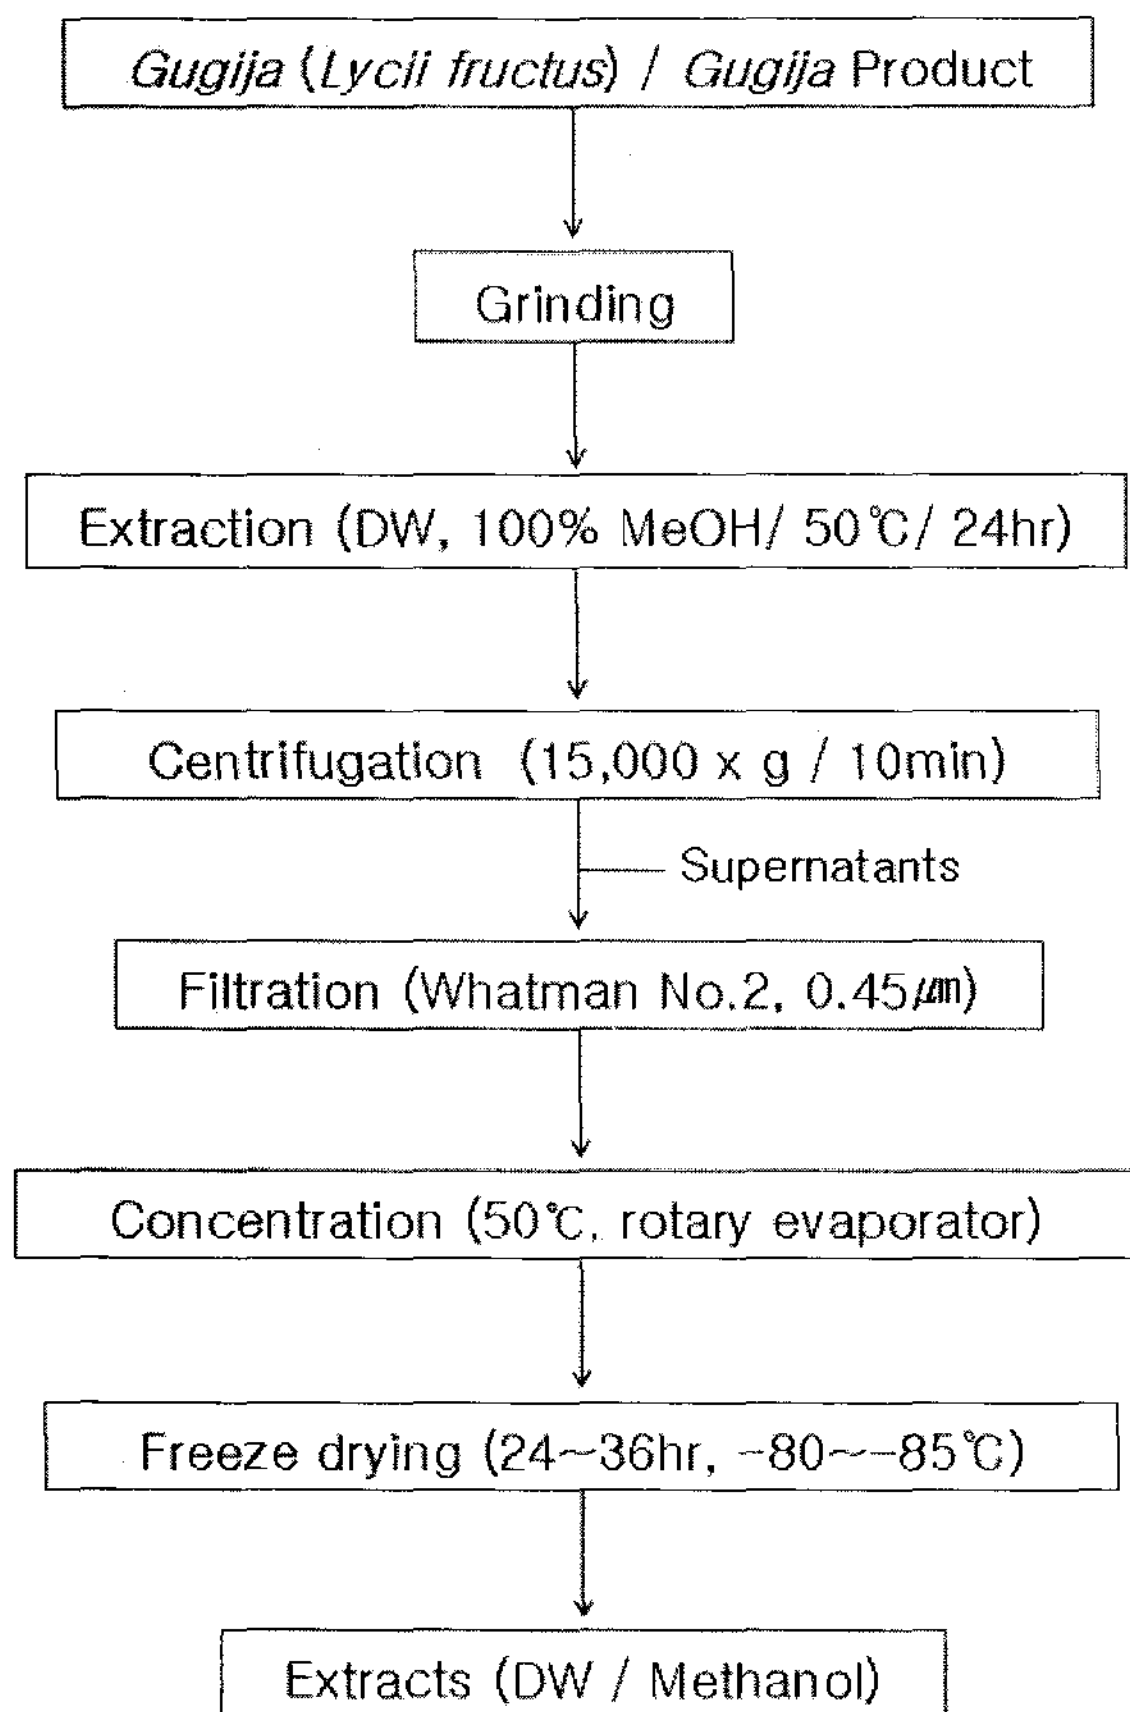 Gugija (Lycii fructus) / Gugija Product
Grinding
Extraction (DW, 100% MeOH/ 50℃/ 24hr)
Centrifugation (15,000 x g / 10min)
Supernatants
Filtration (Whatman No.2, 0.45㎛)
Concentration (50℃, rotary evaporator)
Freeze drying (24~36hr, -80~-85℃)
Extracts (DW / Methanol)